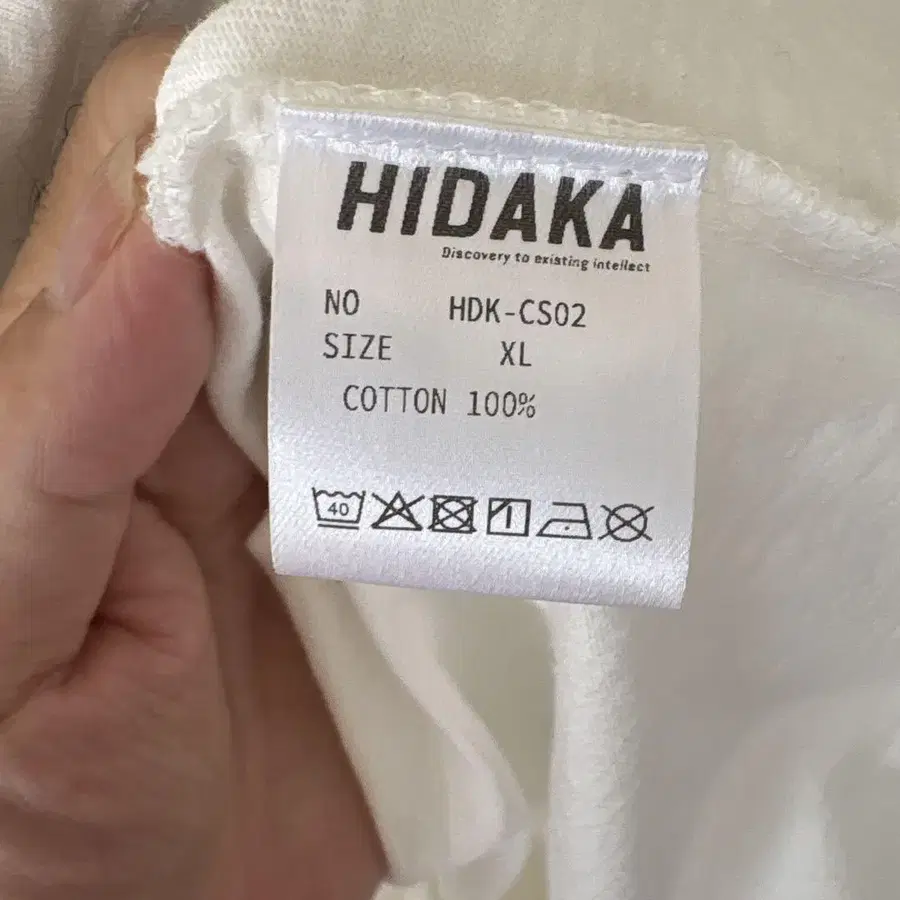 HIDAKA
Discovery to existing intellect
NO HDK-CS02
SIZE XL
COTTON 100%
40